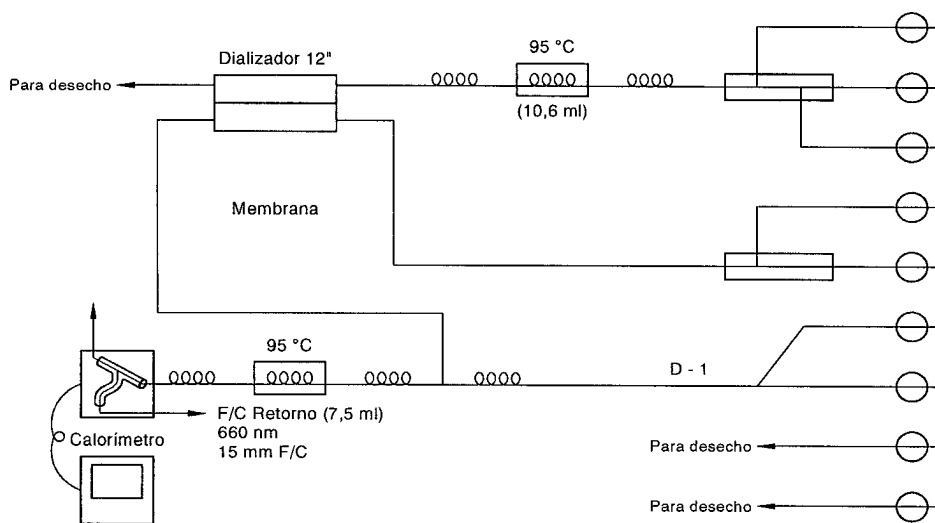 Dializador 12"
95 °C
Para desecho
(10,6 ml)
Membrana
95 °C
D - 1
F/C Retorno (7,5 ml)
660 nm
15 mm F/C
Calorímetro
Para desecho
Para desecho